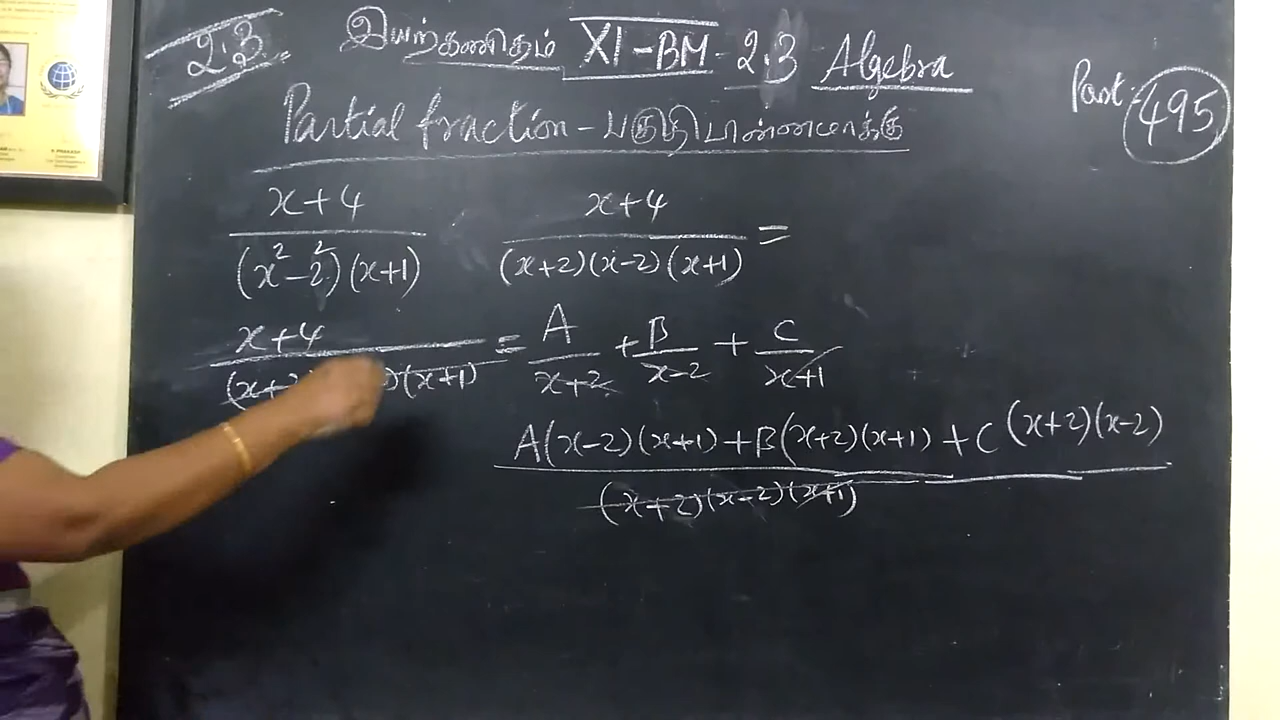 2.3 இயற்கணிதம் XI-BM-2.3 Algebra
Part: 495
Partial fraction - பகுதி பின்னமாக்கு
x+4 x+4
(x²-2²)(x+1) (x+2)(x-2)(x+1) =
x+4 = A + B + C
(x+2 )(x+1) x+2 x-2 x+1
A(x-2)(x+1)+B(x+2)(x+1)+C(x+2)(x-2)
(x+2)(x-2)(x+1)